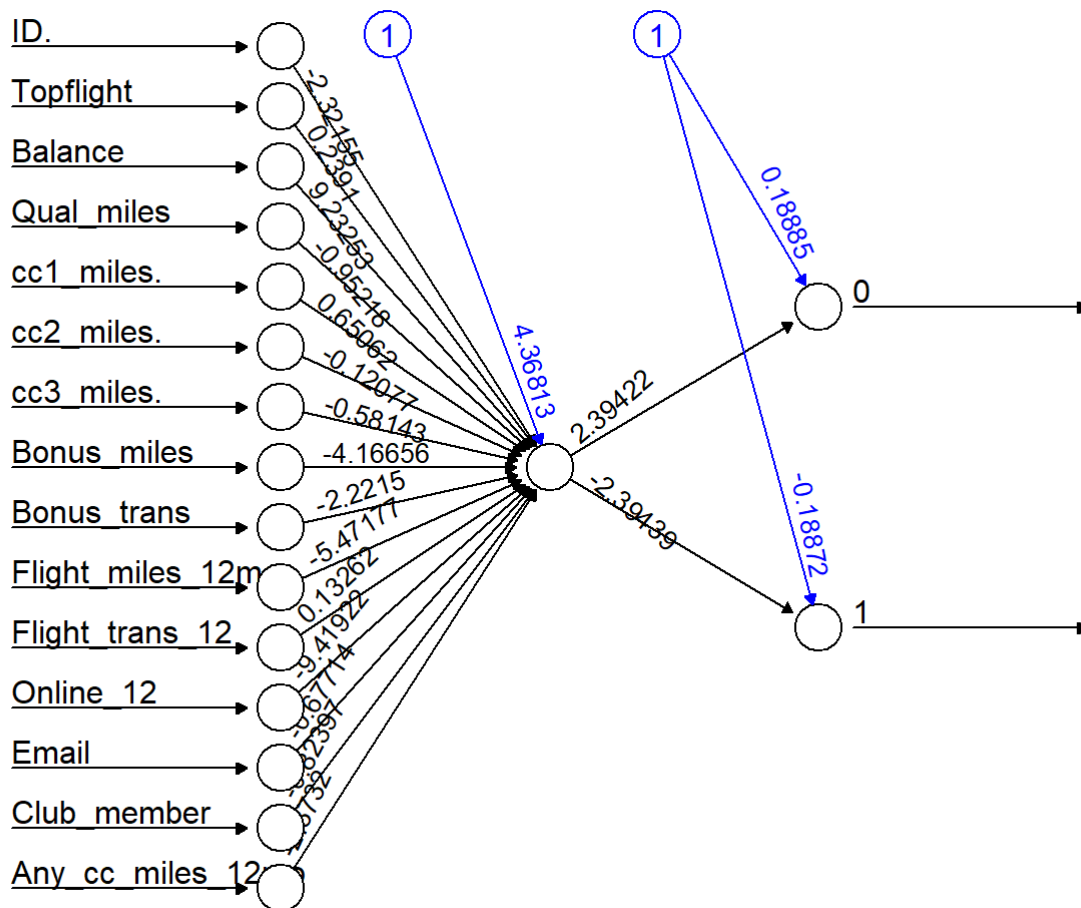 ID.
Topflight
Balance
Qual_miles
cc1_miles.
cc2_miles.
cc3_miles.
Bonus_miles
Bonus_trans
Flight_miles_12m
Flight_trans_12
Online_12
Email
Club_member
-2.32155
0.2391
9.23253
-0.95218
0.65062
-0.12077
-0.58143
-4.16656
-2.2215
-5.47177
0.13262
-9.41922
1
4.36813
1
0.18885
-0.18872
2.39422
-2.39439
0
1